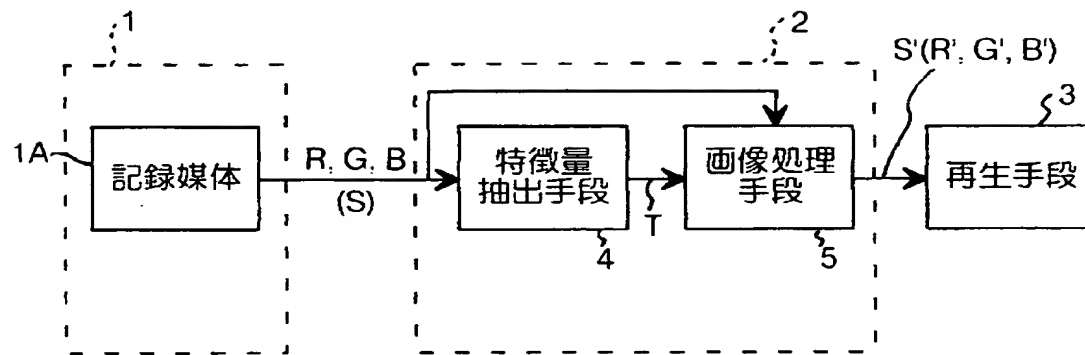 1
2
S'(R', G', B')
3
1A
記録媒体
R, G, B
(S)
特徴量
抽出手段
4
T
画像処理
手段
5
再生手段